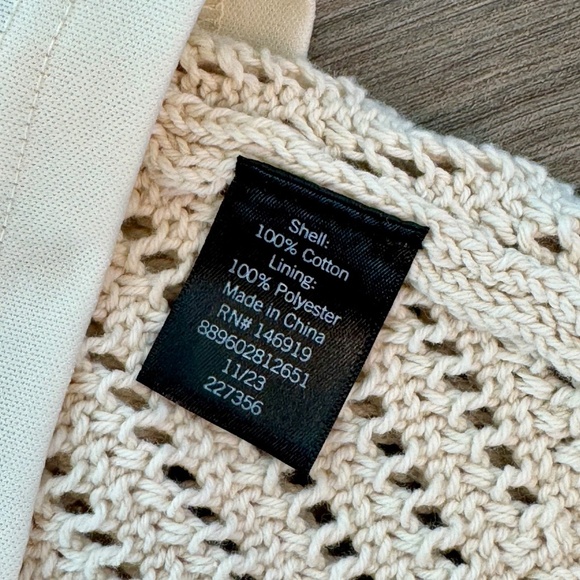 Shell:
100% Cotton
Lining:
100% Polyester
Made in China
RN# 146919
889602812651
11/23
227356